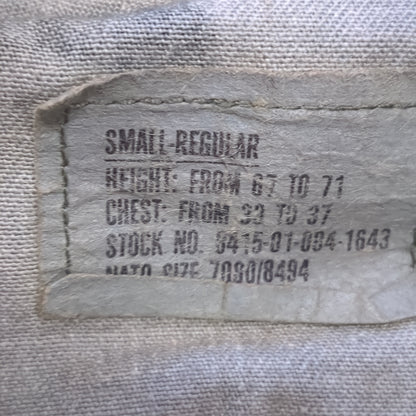 SMALL-REGULAR
HEIGHT: FROM 67 TO 71
CHEST: FROM 33 TO 37
STOCK NO. 8415-01-084-1643
NATO SIZE 7080/8494